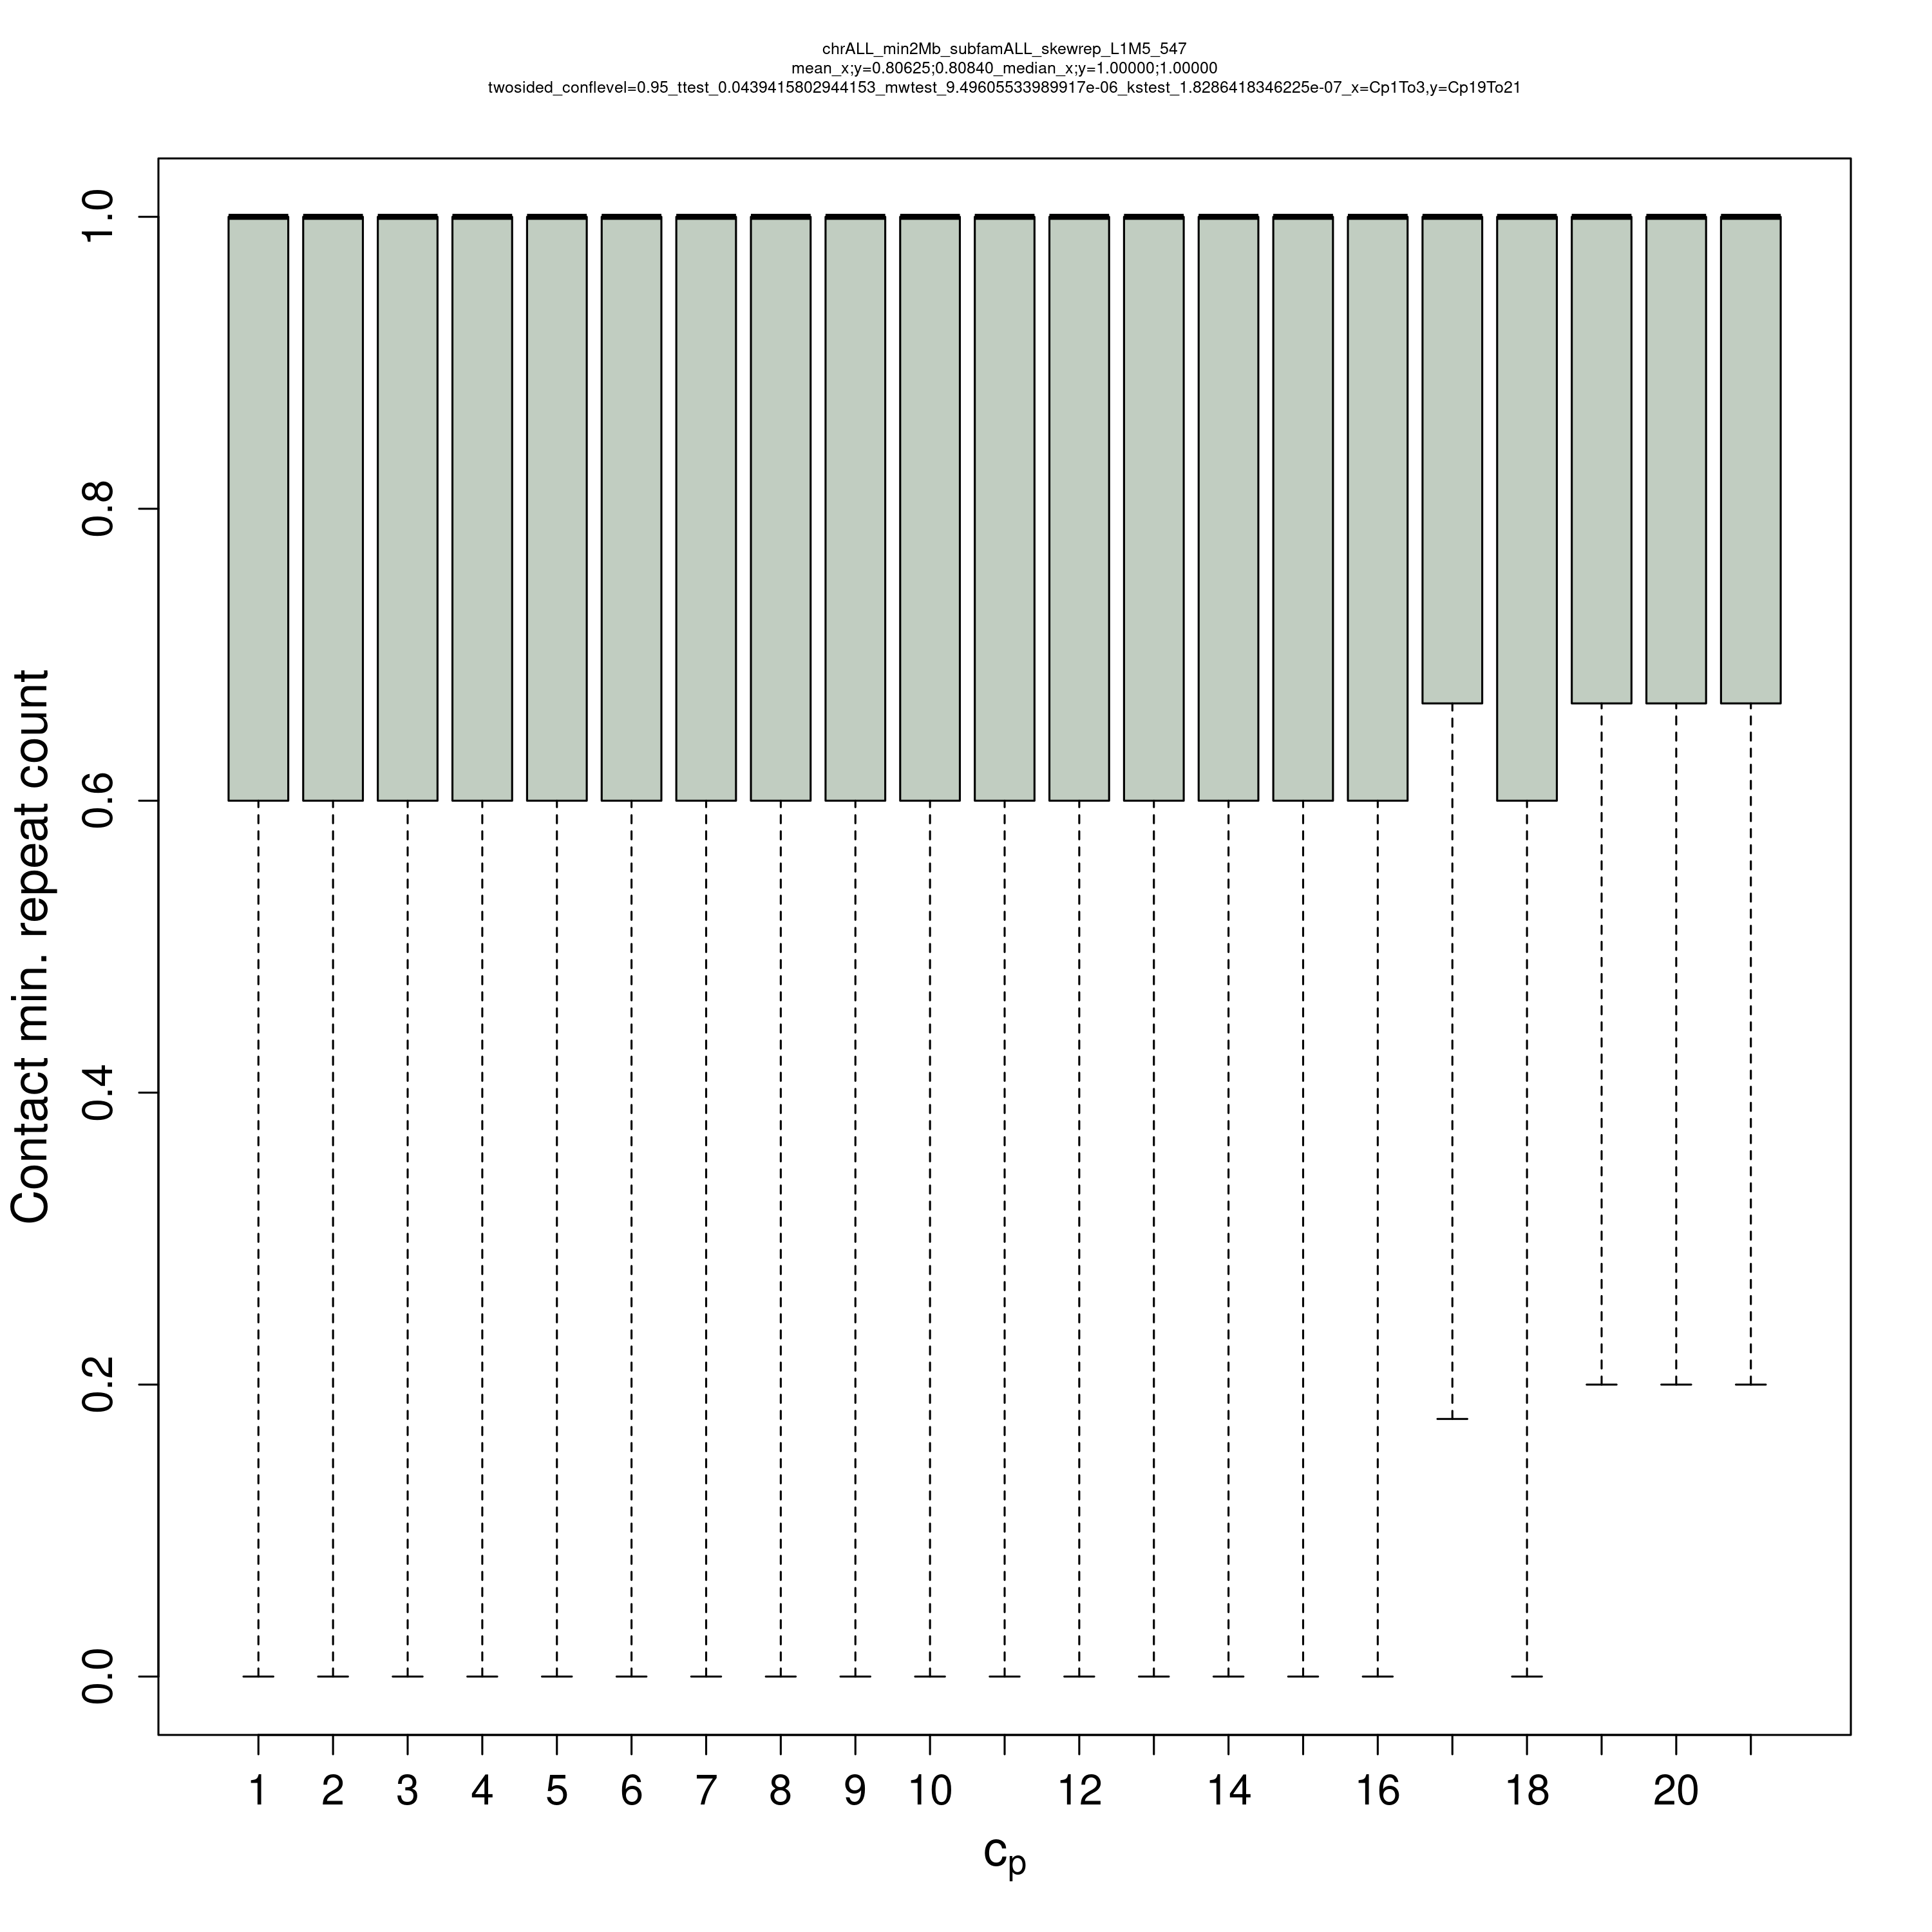 chrALL_min2Mb_subfamALL_skewrep_L1M5_547
mean_x;y=0.80625;0.80840_median_x;y=1.00000;1.00000
twosided_conflevel=0.95_ttest_0.0439415802944153_mwtest_9.49605533989917e-06_kstest_1.8286418346225e-07_x=Cp1To3,y=Cp19To21
Contact min. repeat count
1.0
0.8
0.6
0.4
0.2
0.0
1 2 3 4 5 6 7 8 9 10 12 14 16 18 20
cp